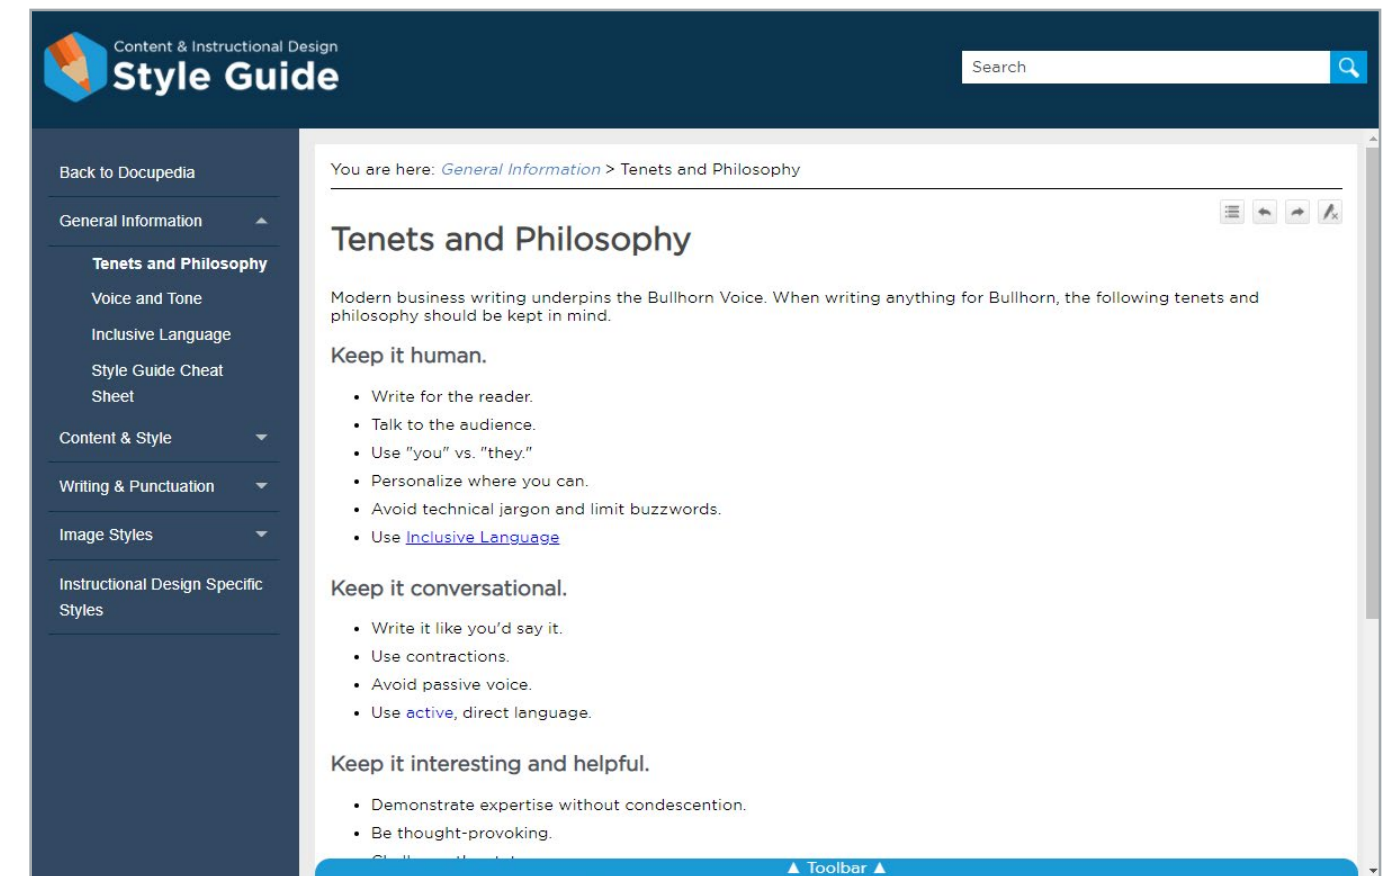 Content & Instructional Design
Style Guide
Search
Back to Docupedia
General Information
Tenets and Philosophy
Voice and Tone
Inclusive Language
Style Guide Cheat
Sheet
Content & Style
Writing & Punctuation
Image Styles
Instructional Design Specific
Styles
You are here: General Information > Tenets and Philosophy
Tenets and Philosophy
Modern business writing underpins the Bullhorn Voice. When writing anything for Bullhorn, the following tenets and
philosophy should be kept in mind.
Keep it human.
• Write for the reader.
• Talk to the audience.
• Use "you" vs. "they."
• Personalize where you can.
• Avoid technical jargon and limit buzzwords.
• Use Inclusive Language
Keep it conversational.
• Write it like you'd say it.
• Use contractions.
• Avoid passive voice.
• Use active, direct language.
Keep it interesting and helpful.
• Demonstrate expertise without condescention.
• Be thought-provoking.
▲ Toolbar ▲